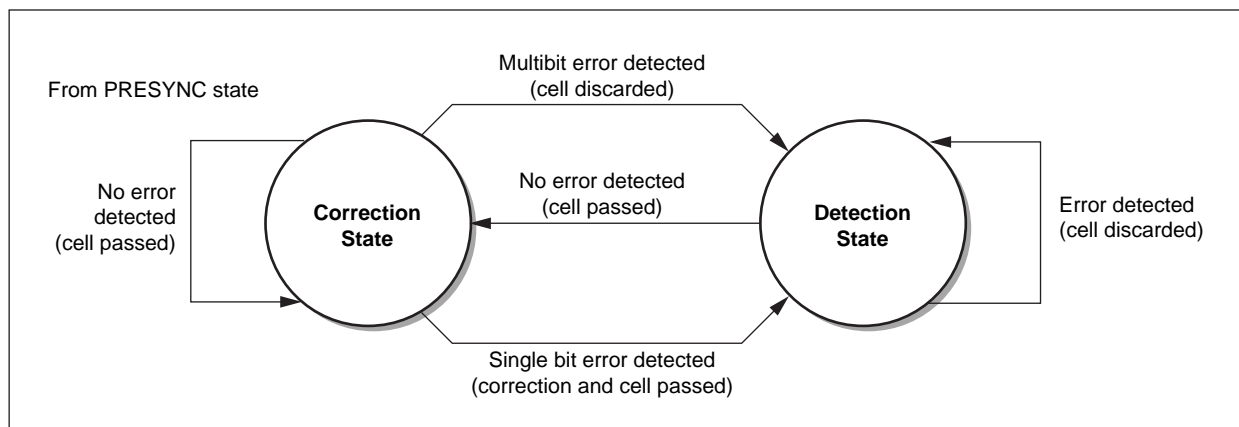 From PRESYNC state
Multibit error detected
(cell discarded)
No error
detected
(cell passed)
Correction
State
No error detected
(cell passed)
Detection
State
Error detected
(cell discarded)
Single bit error detected
(correction and cell passed)